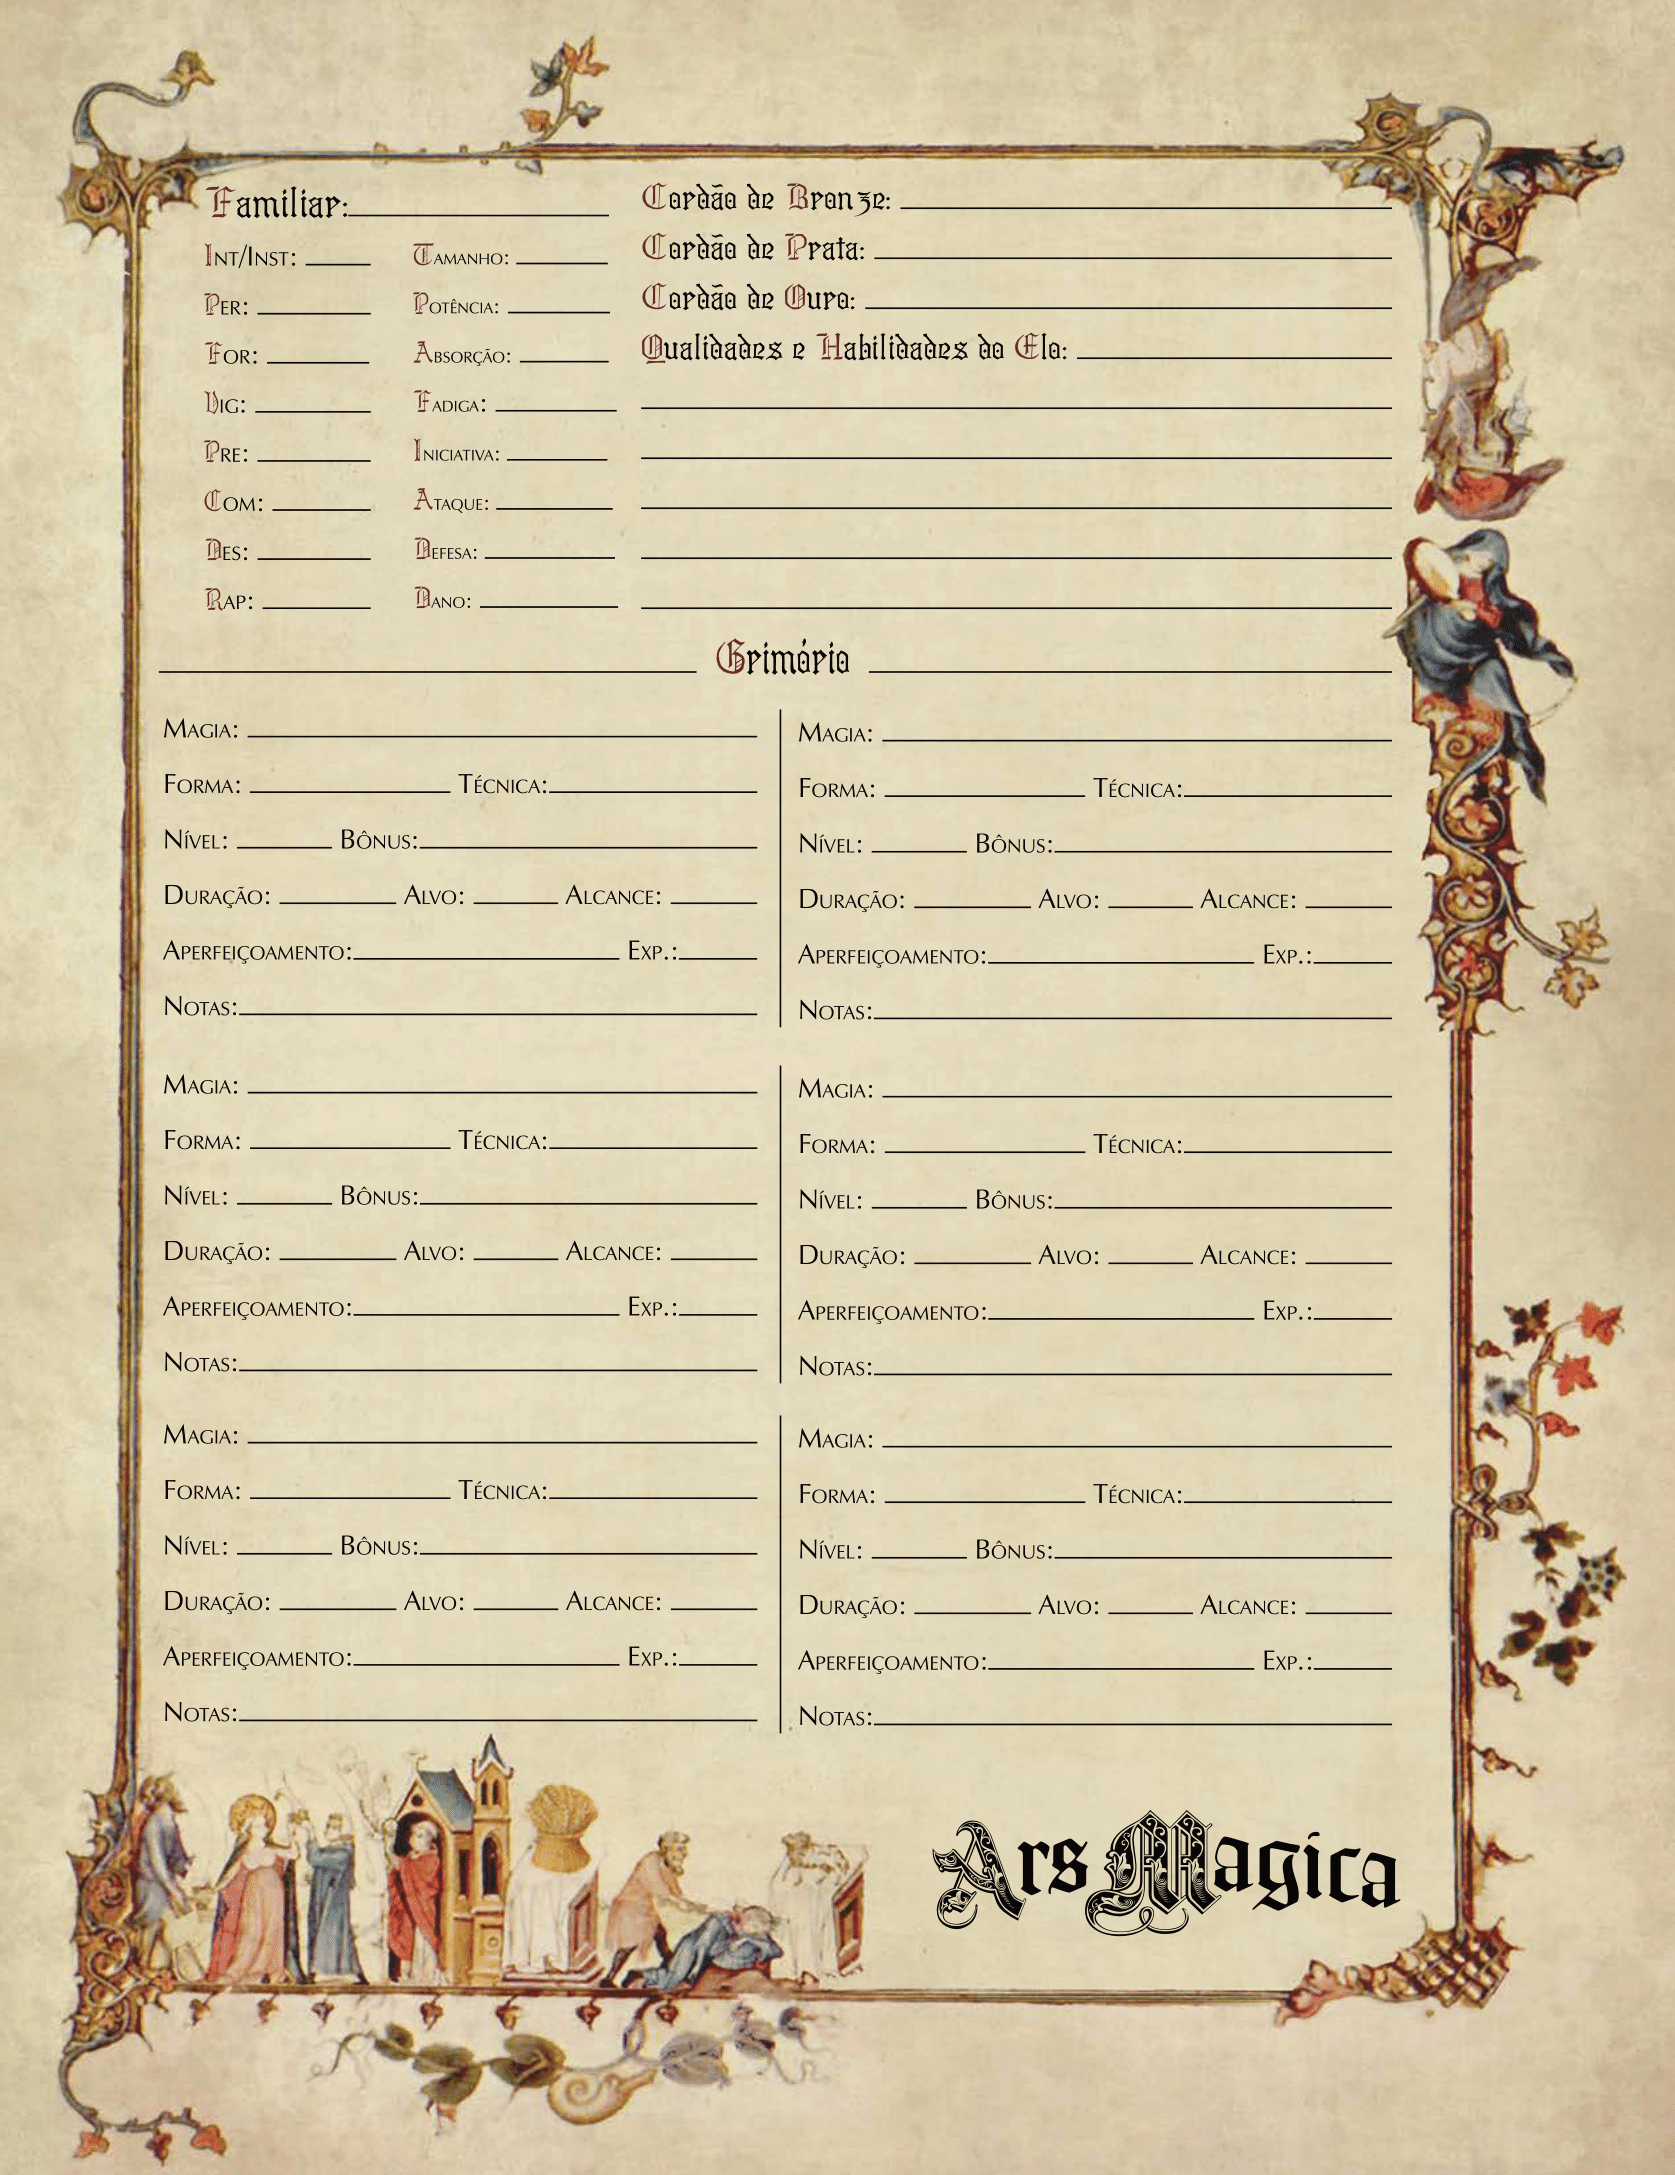 Familiar:
Int/Inst: Tamanho:
Per: Potência:
For: Absorção:
Vig: Fadiga:
Pre: Iniciativa:
Com: Ataque:
Des: Defesa:
Rap: Dano:
Cordão de Bronze:
Cordão de Prata:
Cordão de Ouro:
Qualidades e Habilidades do Elo:
Grimório
Magia:
Forma: Técnica:
Nível: Bônus:
Duração: Alvo: Alcance:
Aperfeiçoamento: Exp.:
Notas:
Magia:
Forma: Técnica:
Nível: Bônus:
Duração: Alvo: Alcance:
Aperfeiçoamento: Exp.:
Notas:
Magia:
Forma: Técnica:
Nível: Bônus:
Duração: Alvo: Alcance:
Aperfeiçoamento: Exp.:
Notas:
Magia:
Forma: Técnica:
Nível: Bônus:
Duração: Alvo: Alcance:
Aperfeiçoamento: Exp.:
Notas:
Magia:
Forma: Técnica:
Nível: Bônus:
Duração: Alvo: Alcance:
Aperfeiçoamento: Exp.:
Notas:
Magia:
Forma: Técnica:
Nível: Bônus:
Duração: Alvo: Alcance:
Aperfeiçoamento: Exp.:
Notas:
Ars Magica